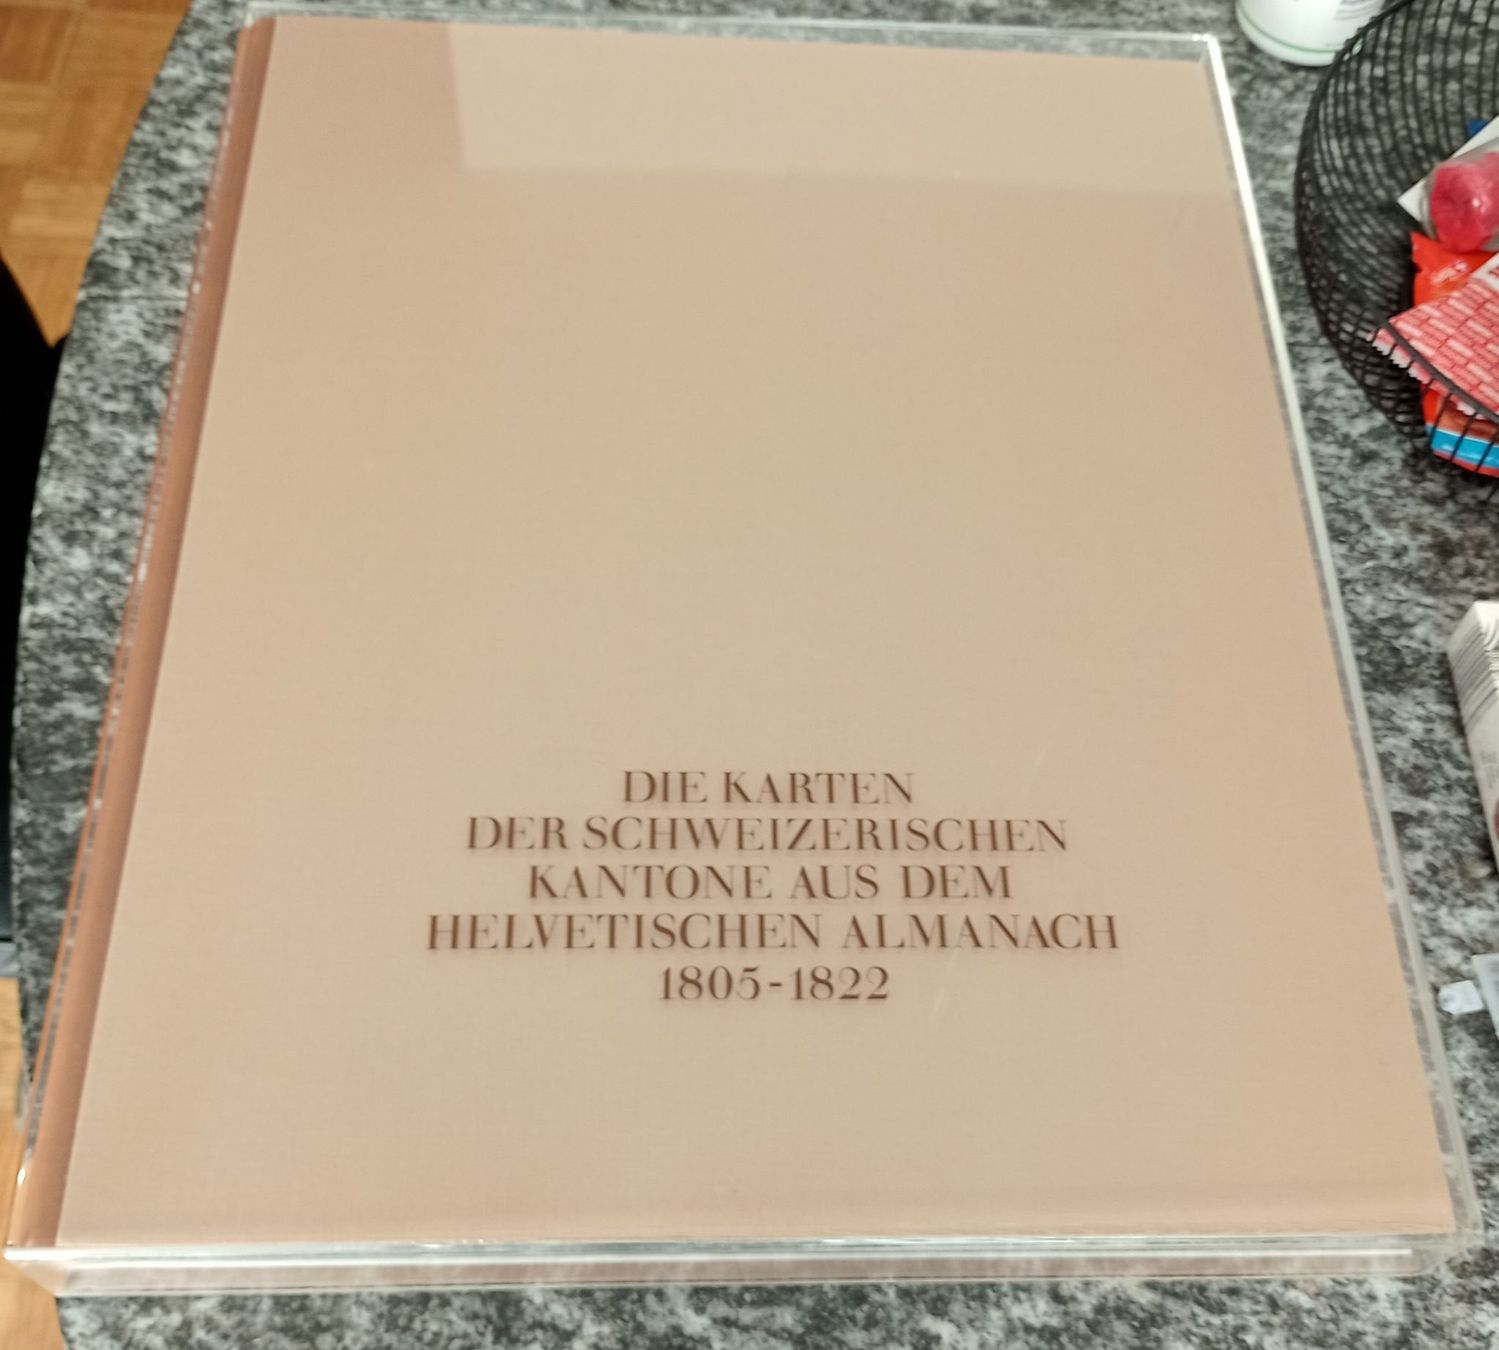 DIE KARTEN
DER SCHWEIZERISCHEN
KANTONE AUS DEM
HELVETISCHEN ALMANACH
1805-1822